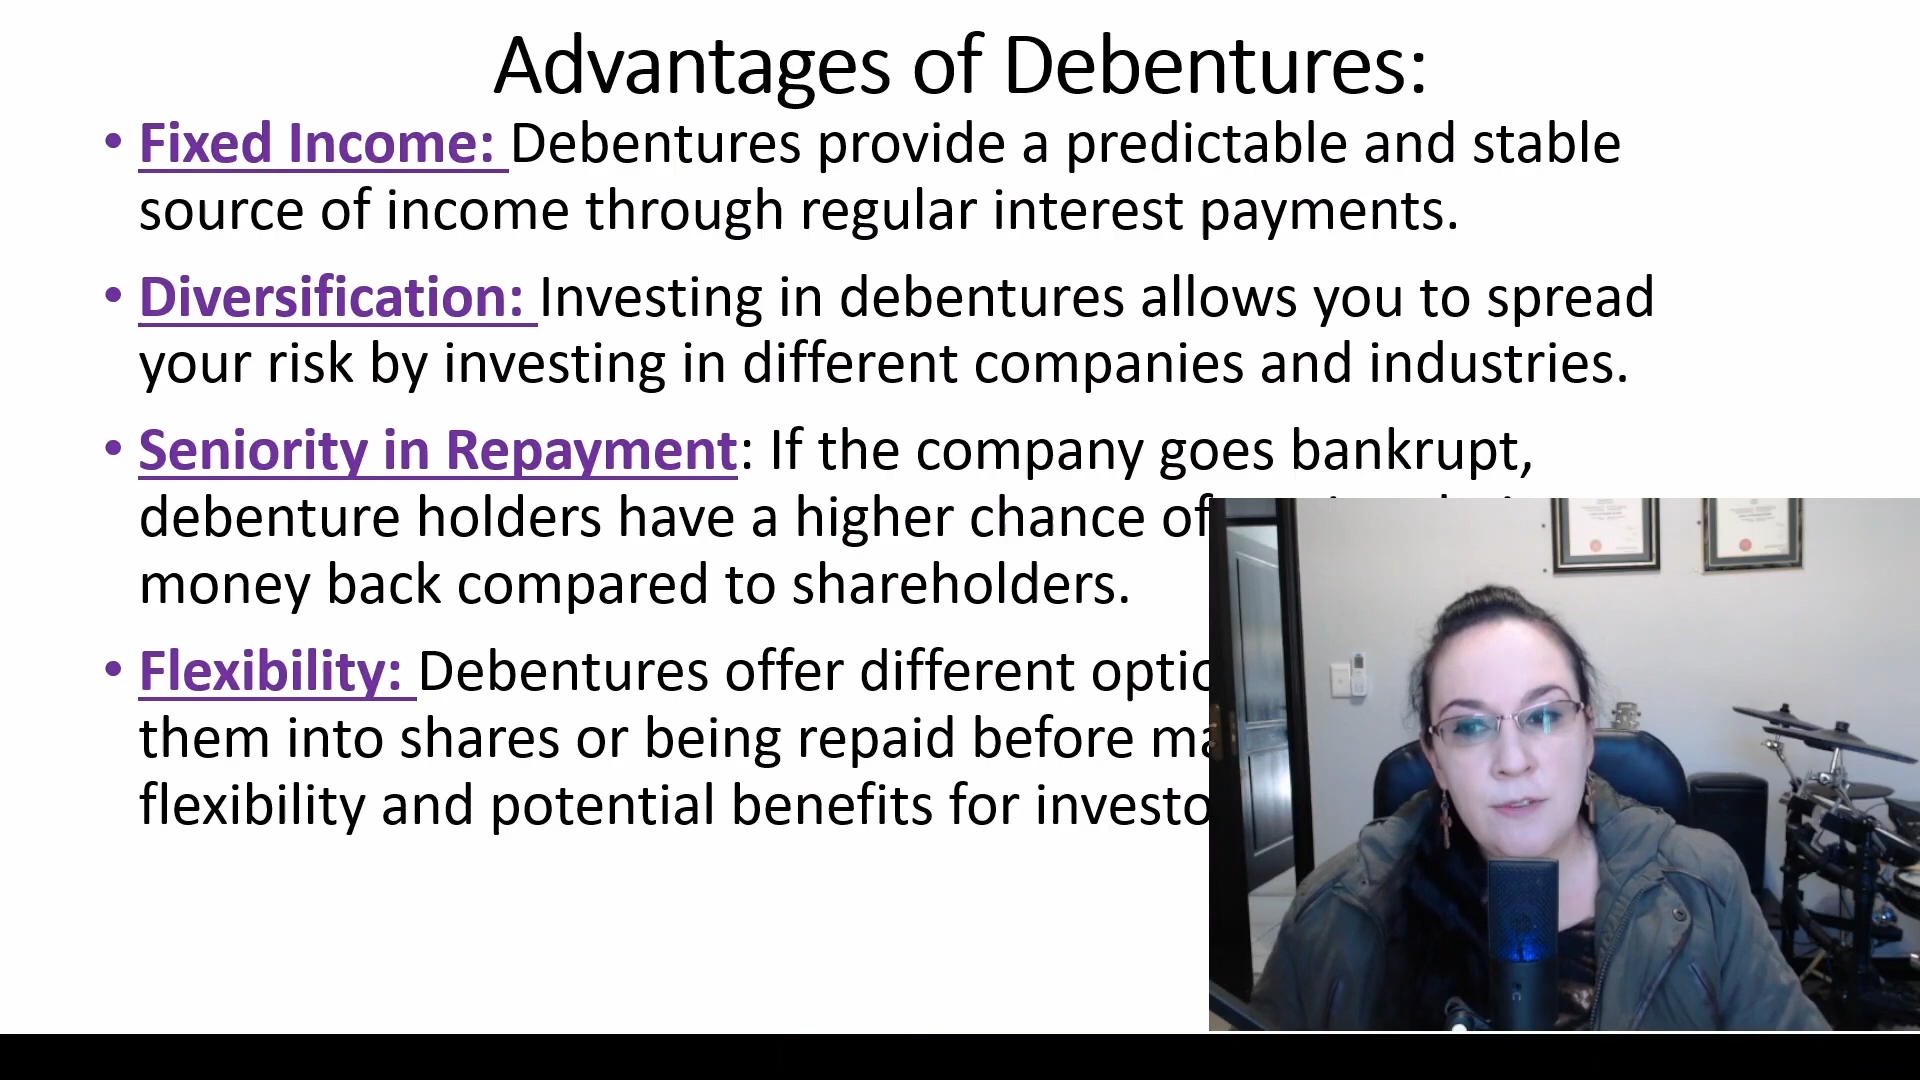 Advantages of Debentures:
• Fixed Income: Debentures provide a predictable and stable
source of income through regular interest payments.
• Diversification: Investing in debentures allows you to spread
your risk by investing in different companies and industries.
• Seniority in Repayment: If the company goes bankrupt,
debenture holders have a higher chance of
money back compared to shareholders.
• Flexibility: Debentures offer different
them into shares or being repaid before
flexibility and potential benefits for